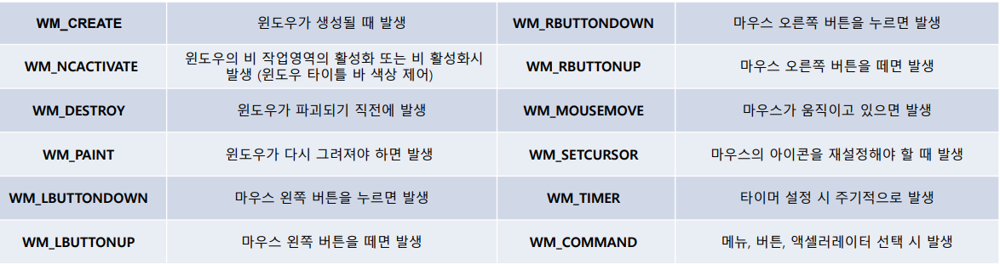 WM_CREATE 윈도우가 생성될 때 발생 WM_RBUTTONDOWN 마우스 오른쪽 버튼을 누르면 발생
WM_NCACTIVATE 윈도우의 비 작업영역의 활성화 또는 비 활성화시
발생 (윈도우 타이틀 바 색상 제어) WM_RBUTTONUP 마우스 오른쪽 버튼을 떼면 발생
WM_DESTROY 윈도우가 파괴되기 직전에 발생 WM_MOUSEMOVE 마우스가 움직이고 있으면 발생
WM_PAINT 윈도우가 다시 그려져야 하면 발생 WM_SETCURSOR 마우스의 아이콘을 재설정해야 할 때 발생
WM_LBUTTONDOWN 마우스 왼쪽 버튼을 누르면 발생 WM_TIMER 타이머 설정 시 주기적으로 발생
WM_LBUTTONUP 마우스 왼쪽 버튼을 떼면 발생 WM_COMMAND 메뉴, 버튼, 액셀러레이터 선택 시 발생